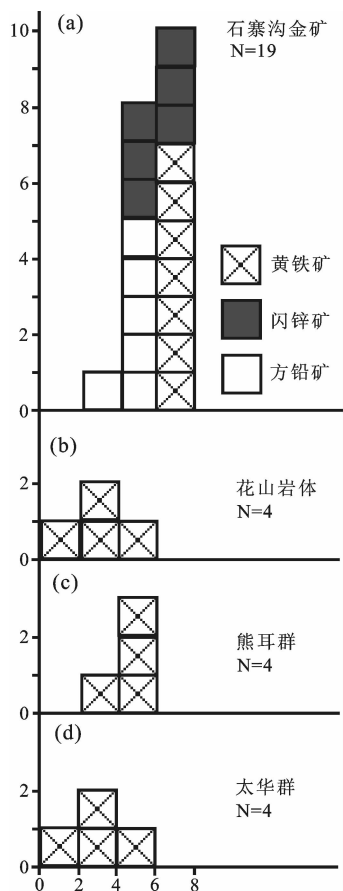 (a)
石寨沟金矿
N=19
10
8
6
4
2
0
黄铁矿
闪锌矿
方铅矿
(b)
花山岩体
N=4
2
0
(c)
熊耳群
N=4
2
0
(d)
太华群
N=4
2
0
0 2 4 6 8